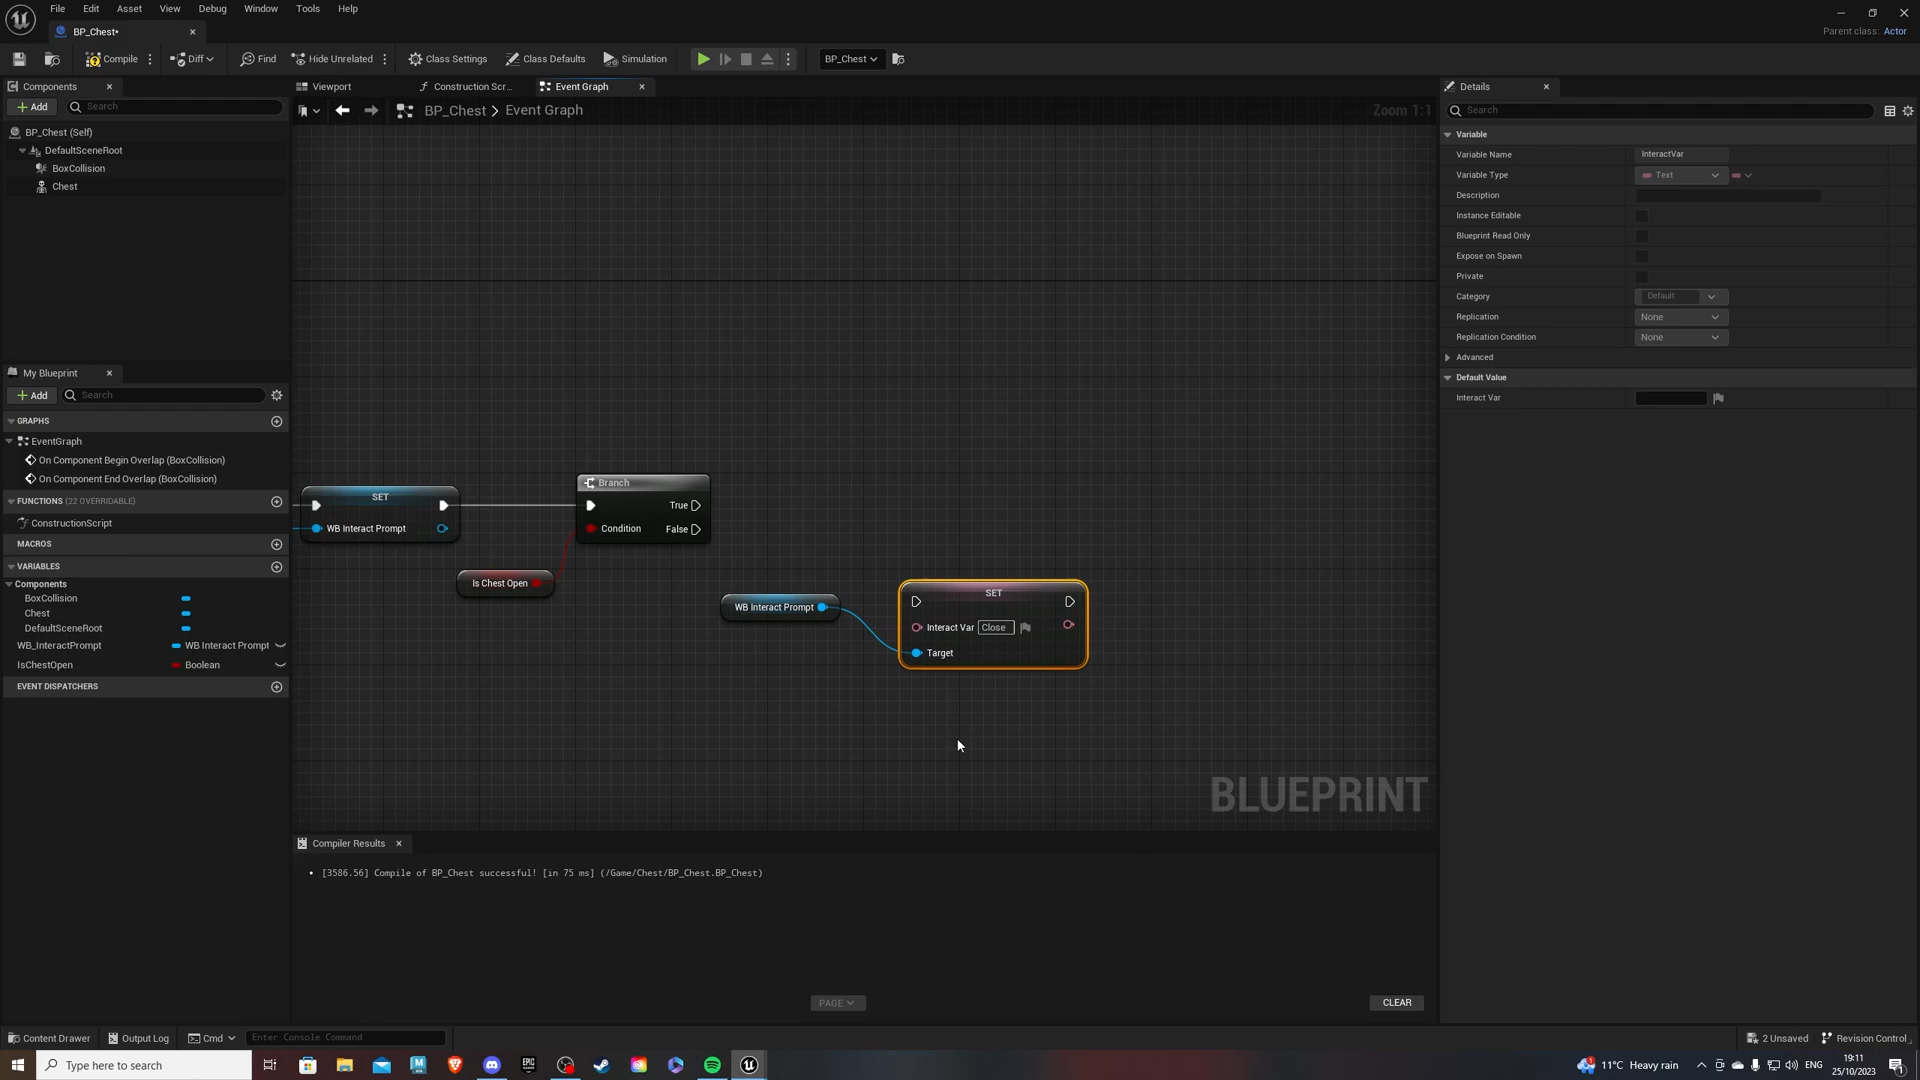 File Edit Asset View Debug Window Tools Help
BP_Chest*
Parent class: Actor
Compile Diff Find Hide Unrelated Class Settings Class Defaults Simulation BP_Chest
Components
Viewport Construction Scr... Event Graph
Details
Add Search
BP_Chest > Event Graph Zoom 1:1
Search
BP_Chest (Self)
DefaultSceneRoot
BoxCollision
Chest
Variable
Variable Name InteractVar
Variable Type Text
Description
Instance Editable
Blueprint Read Only
Expose on Spawn
Private
Category Default
Replication None
Replication Condition None
Advanced
Default Value
Interact Var
My Blueprint
Add Search
GRAPHS
EventGraph
On Component Begin Overlap (BoxCollision)
On Component End Overlap (BoxCollision)
FUNCTIONS (22 OVERRIDABLE)
ConstructionScript
MACROS
VARIABLES
Components
BoxCollision
Chest
DefaultSceneRoot
WB_InteractPrompt WB Interact Prompt
IsChestOpen Boolean
EVENT DISPATCHERS
SET
WB Interact Prompt
Branch
True
Condition False
Is Chest Open
WB Interact Prompt
SET
Interact Var Close
Target
BLUEPRINT
Compiler Results
• [3586.56] Compile of BP_Chest successful! [in 75 ms] (/Game/Chest/BP_Chest.BP_Chest)
PAGE CLEAR
Content Drawer Output Log Cmd Enter Console Command 2 Unsaved Revision Control
Type here to search
11°C Heavy rain ENG
19:11
25/10/2023